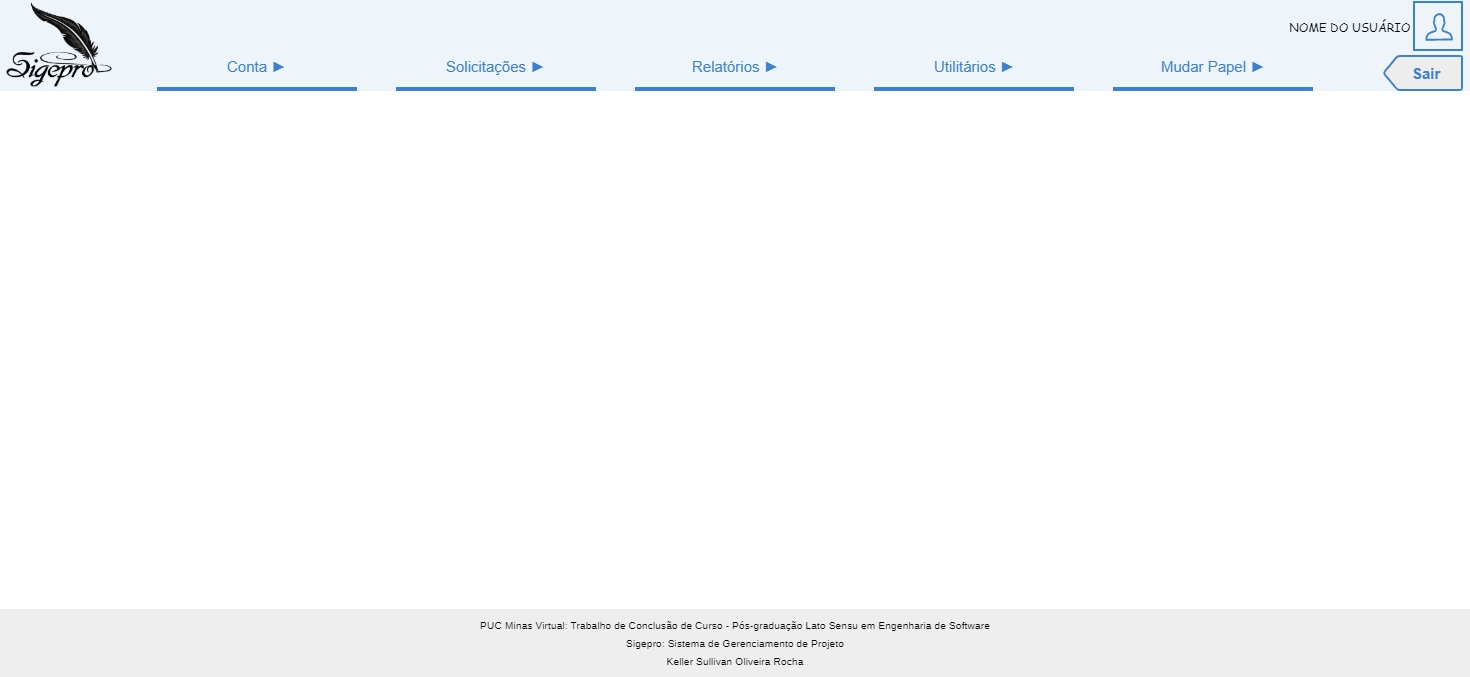 Sigepro
NOME DO USUÁRIO
Conta ►
Solicitações ►
Relatórios ►
Utilitários ►
Mudar Papel ►
Sair
PUC Minas Virtual: Trabalho de Conclusão de Curso - Pós-graduação Lato Sensu em Engenharia de Software
Sigepro: Sistema de Gerenciamento de Projeto
Keller Sullivan Oliveira Rocha